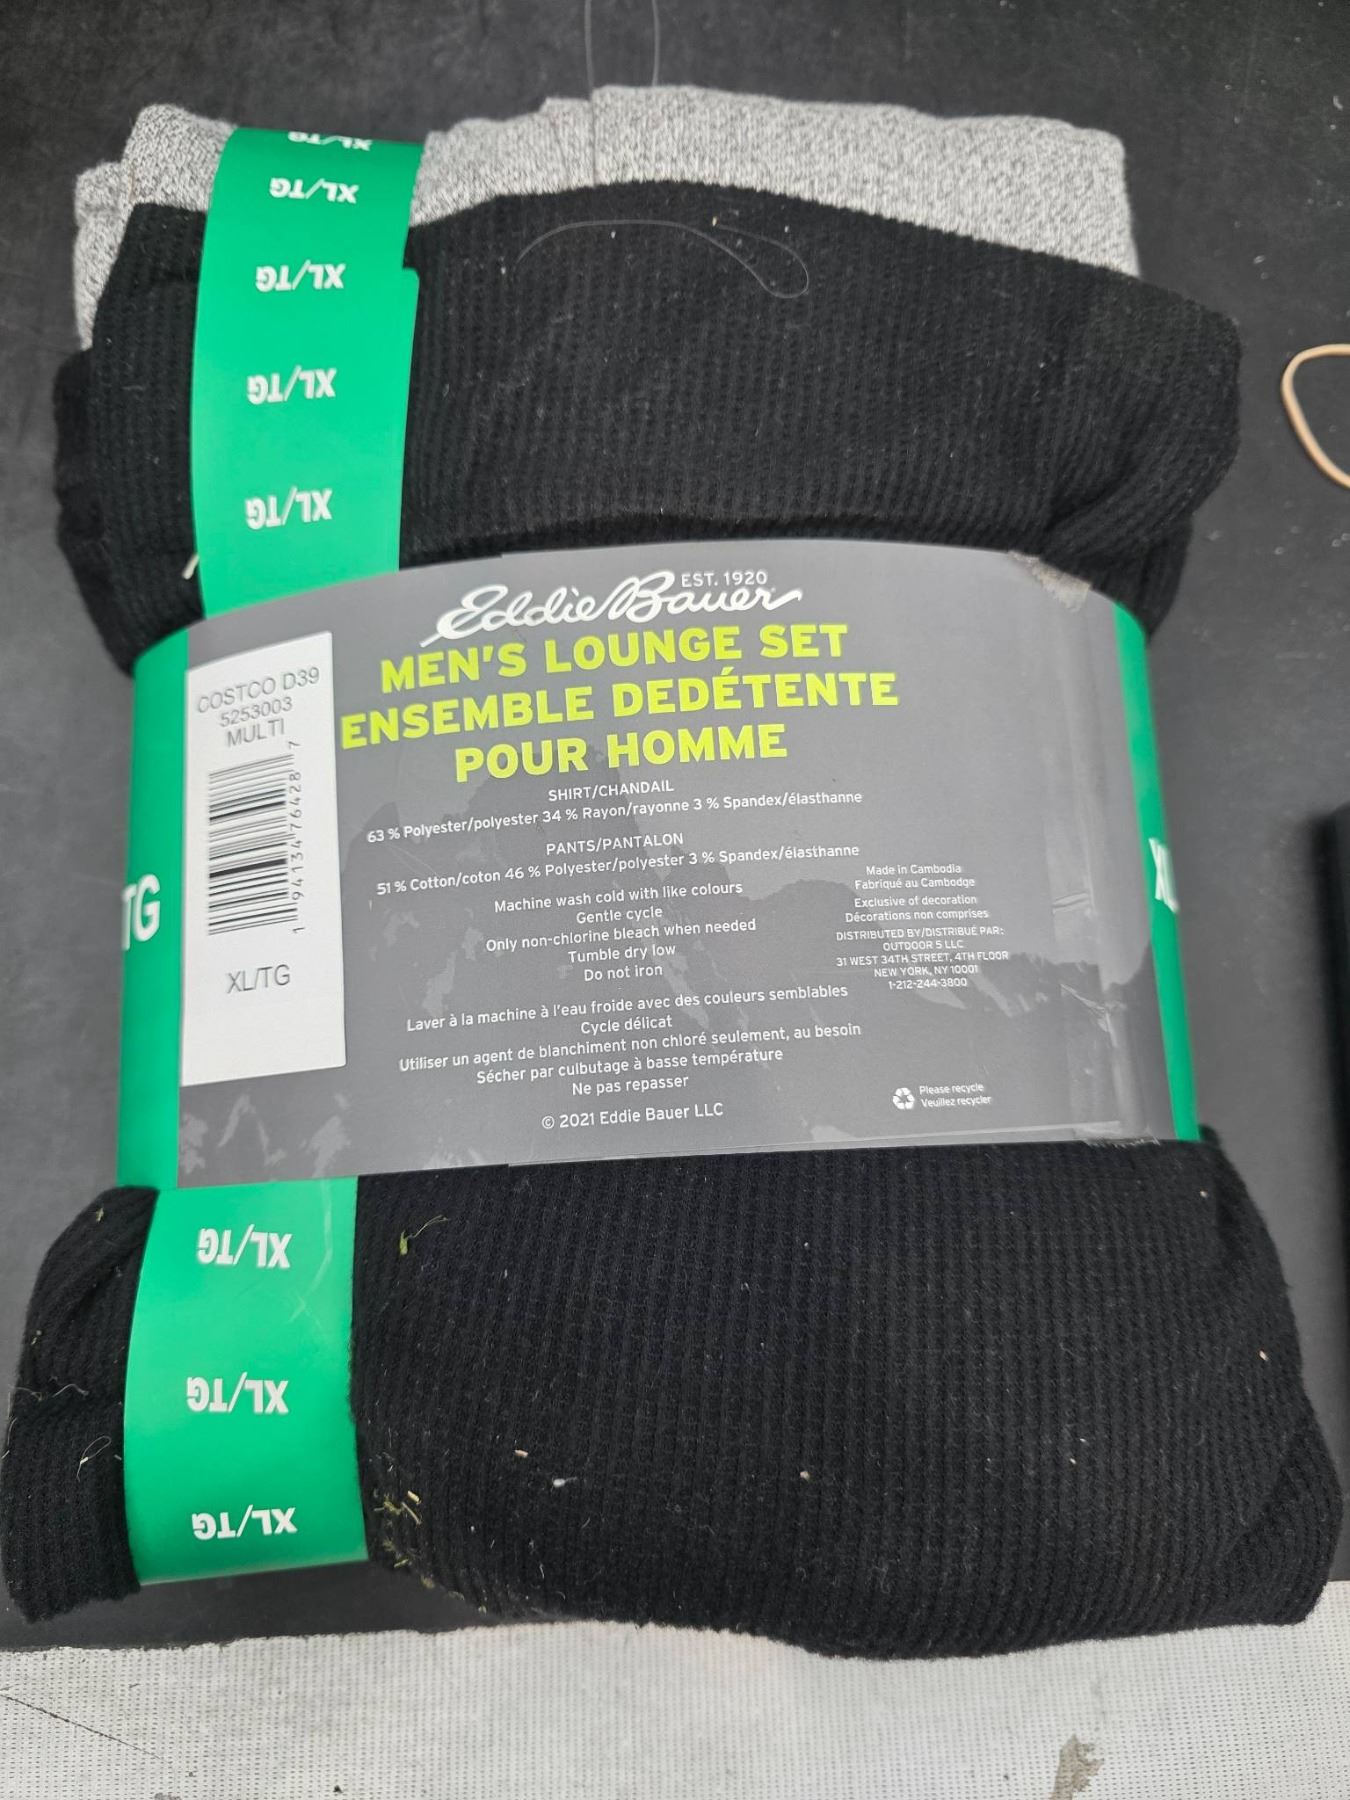 XL/TG
XL/TG
XL/TG
XL/TG
XL/TG
Eddie Bauer EST. 1920
MEN'S LOUNGE SET
ENSEMBLE DEDÉTENTE
POUR HOMME
COSTCO D39
5253003
MULTI
1 94134 76428 7
XL/TG
SHIRT/CHANDAIL
63 % Polyester/polyester 34 % Rayon/rayonne 3 % Spandex/élasthanne
PANTS/PANTALON
51 % Cotton/coton 46 % Polyester/polyester 3 % Spandex/élasthanne
Machine wash cold with like colours
Gentle cycle
Only non-chlorine bleach when needed
Tumble dry low
Do not iron
Laver à la machine à l'eau froide avec des couleurs semblables
Cycle délicat
Utiliser un agent de blanchiment non chloré seulement, au besoin
Sécher par culbutage à basse température
Ne pas repasser
© 2021 Eddie Bauer LLC
Made in Cambodia
Fabriqué au Cambodge
Exclusive of decoration
Décorations non comprises
DISTRIBUTED BY/DISTRIBUÉ PAR:
OUTDOOR 5 LLC
31 WEST 34TH STREET, 4TH FLOOR
NEW YORK, NY 10001
1-212-244-3800
Please recycle
Veuillez recycler
TG
XL
XL/TG
XL/TG
XL/TG